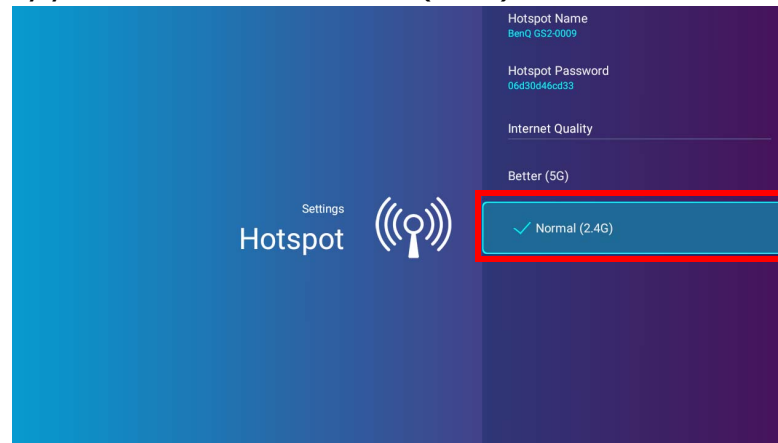 Hotspot Name
BenQ GS2-0009
Hotspot Password
06d30d46cd33
Internet Quality
Better (5G)
Settings
Hotspot
Normal (2.4G)